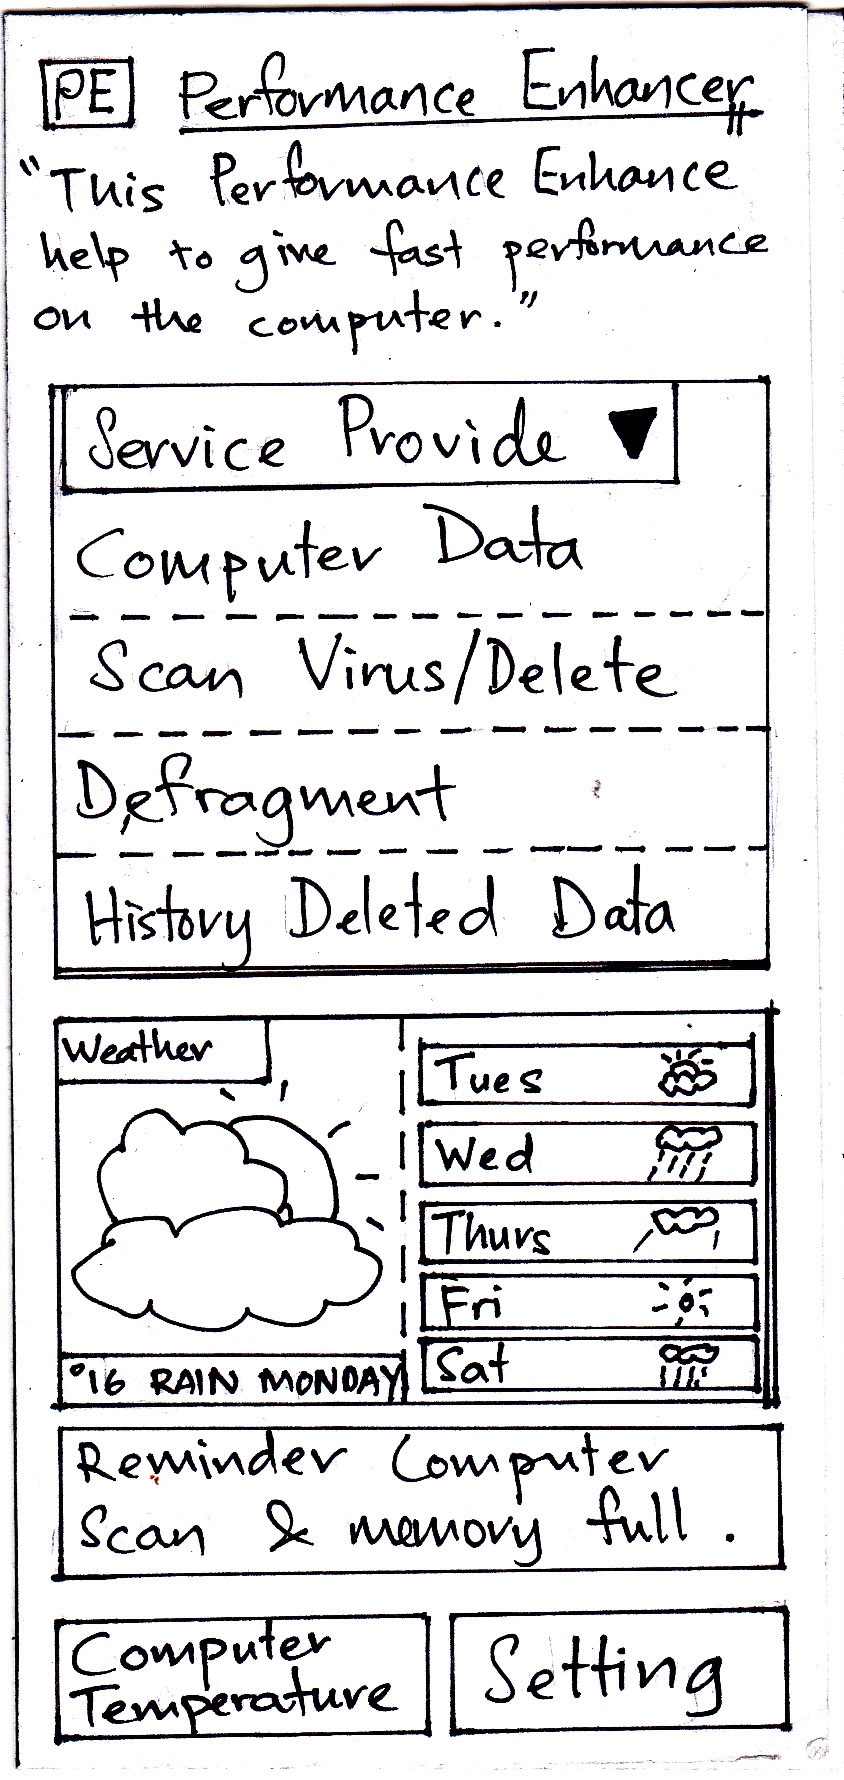 PE Performance Enhancer
"This Performance Enhance
help to give fast performance
on the computer."
Service Provide ▼
Computer Data
Scan Virus/Delete
Defragment
History Deleted Data
Weather
°16 RAIN MONDAY
Tues
Wed
Thurs
Fri
Sat
Reminder Computer
Scan & memory full.
Computer
Temperature
Setting